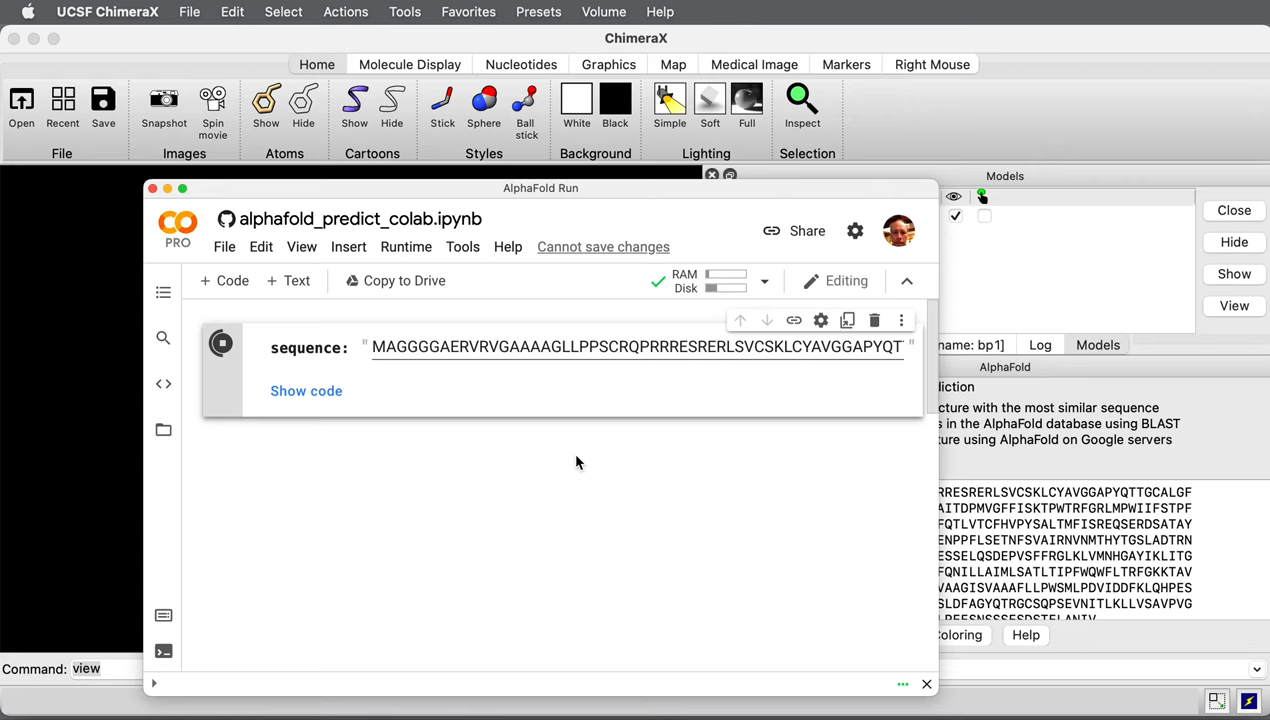 UCSF ChimeraX File Edit Select Actions Tools Favorites Presets Volume Help
ChimeraX
Home Molecule Display Nucleotides Graphics Map Medical Image Markers Right Mouse
Open Recent Save Snapshot Spin movie Show Hide Show Hide Stick Sphere Ball stick White Black Simple Soft Full Inspect
File Images Atoms Cartoons Styles Background Lighting Selection
Models
AlphaFold Run
Close
PRO
alphafold_predict_colab.ipynb
Share
File Edit View Insert Runtime Tools Help Cannot save changes
Hide
+ Code + Text Copy to Drive
RAM
Disk
Editing
Show
View
sequence: "MAGGGGAERVRVGAAAAGLLPPSCRQPRRRESRERLSVCSKLCYAVGGAPYQT"
name: bp1] Log Models
AlphaFold
Show code
diction
cture with the most similar sequence
s in the AlphaFold database using BLAST
ure using AlphaFold on Google servers
RRESRERLSVCSKLCYAVGGAPYQTTGCALGF
AITDPMVGFFISKTPWTRFGRLMPWIIFSTPF
FQTLVTCFHVPYSALTMFISREQSERDSATAY
ENPPFLSETNFSVAIRNVNMTHYTGSLADTRN
ESSELQSDEPVSFFRGLKLVMNHGAYIKLITG
FQNILLAIMLSATLTIPFWQWFLTRFGKKTAV
VAAGISVAAAFLLPWSMLPDVIDDFKLQHPES
SLDFAGYQTRGCSQPSEVNITLKLLVSAVPVG
Coloring Help
Command: view